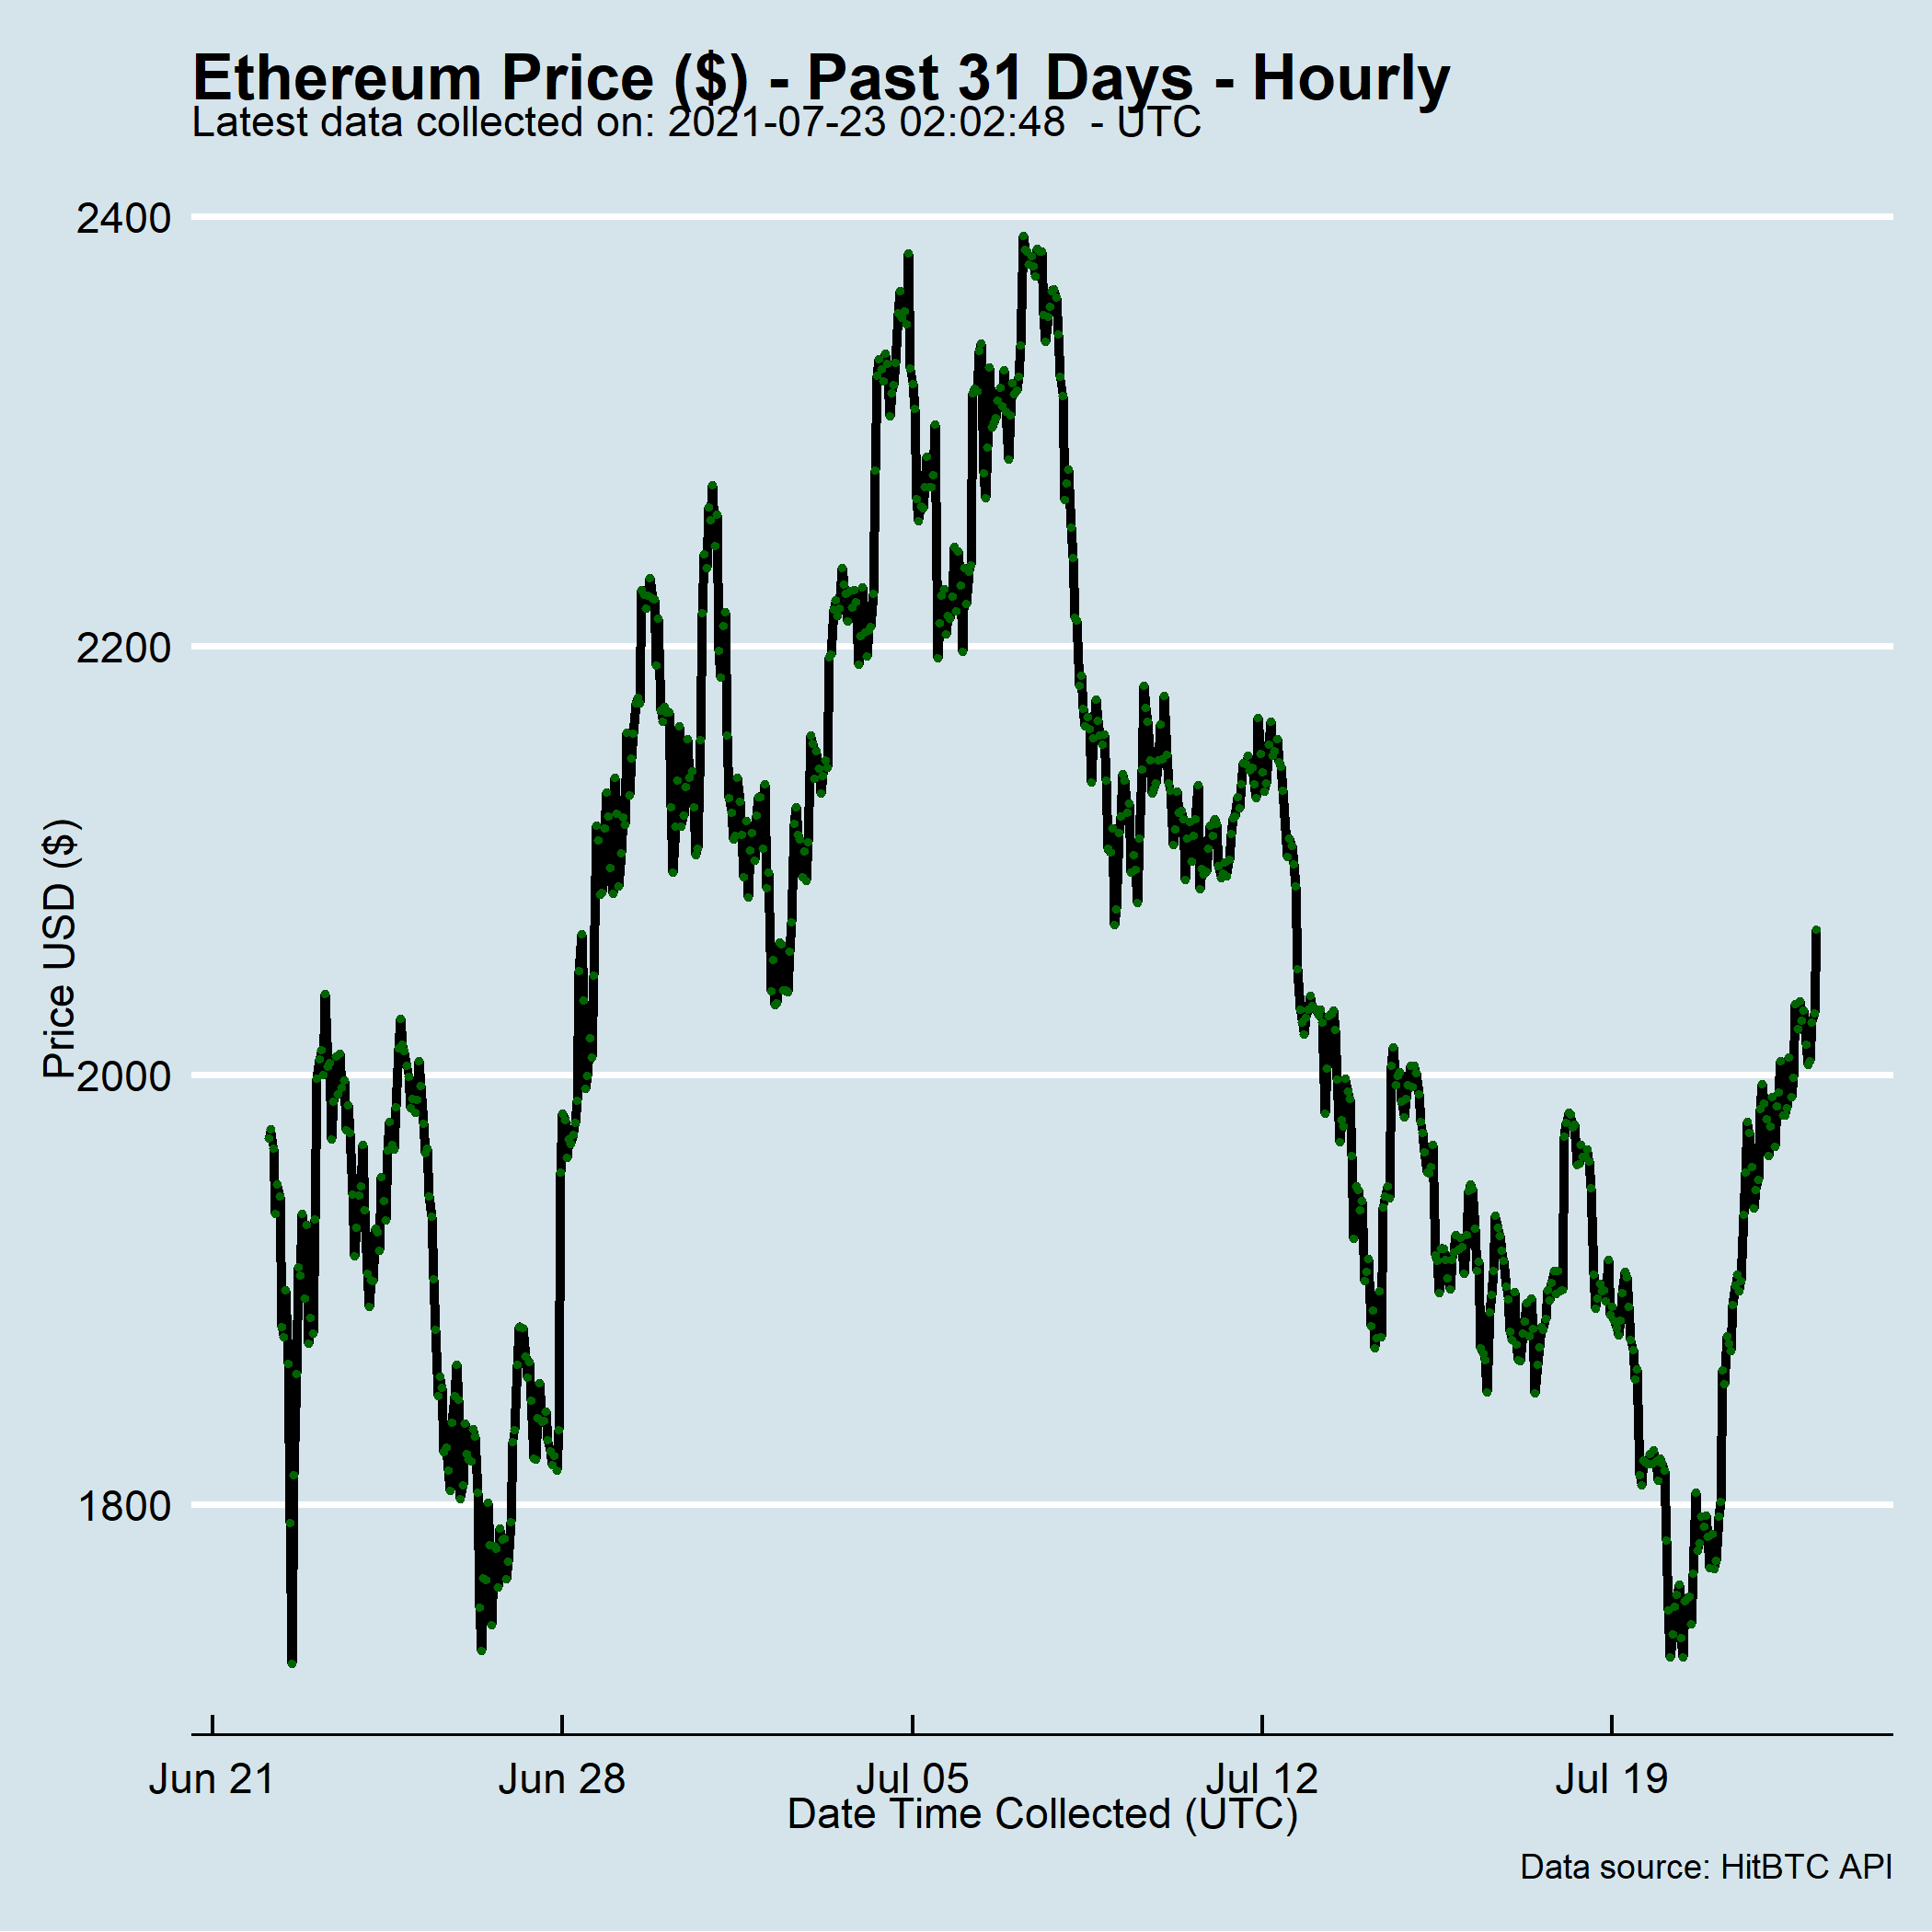 Ethereum Price ($) - Past 31 Days - Hourly
Latest data collected on: 2021-07-23 02:02:48  - UTC
2400
2200
2000
1800
Price USD ($)
Jun 21
Jun 28
Jul 05
Jul 12
Jul 19
Date Time Collected (UTC)
Data source: HitBTC API